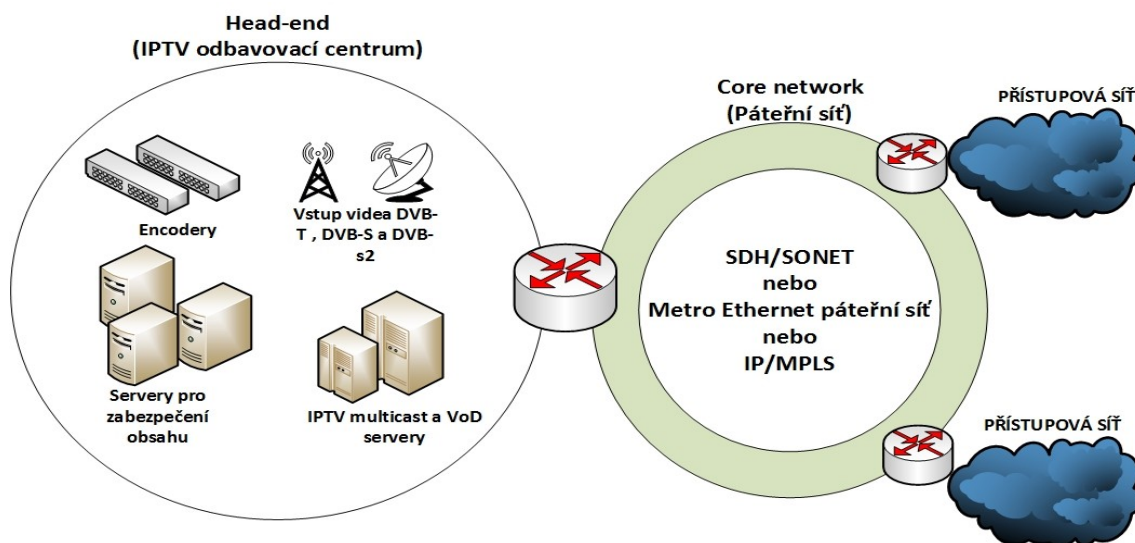 Head-end
(IPTV odbavovací centrum)
Encodery
Vstup videa DVB-
T , DVB-S a DVB-
s2
Servery pro
zabezpečení
obsahu
IPTV multicast a VoD
servery
Core network
(Páteřní síť)
SDH/SONET
nebo
Metro Ethernet páteřní síť
nebo
IP/MPLS
PŘÍSTUPOVÁ SÍŤ
PŘÍSTUPOVÁ SÍŤ